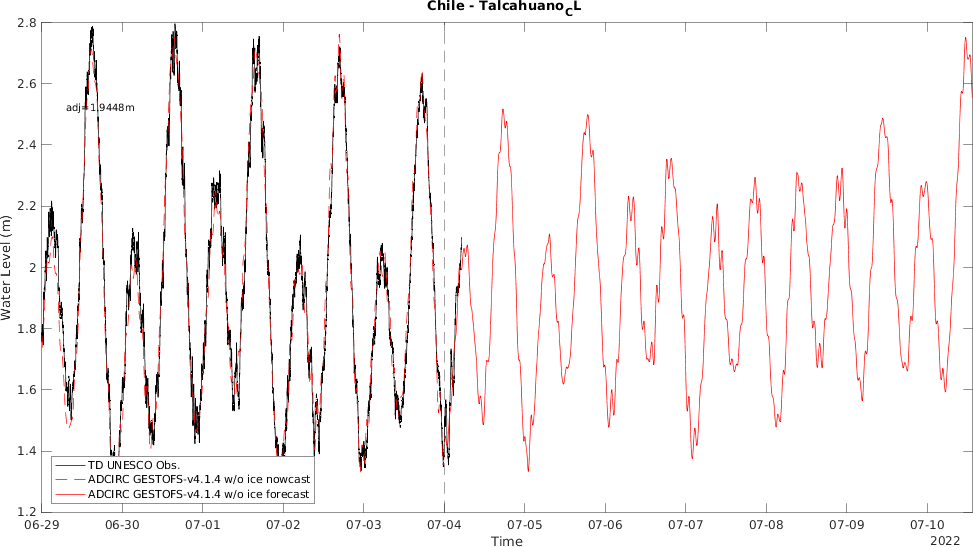 Chile - TalcahuanoCL
2.8
2.6
adj=1.9448m
2.4
2.2
Water Level (m)
2
1.8
1.6
1.4
TD UNESCO Obs.
ADCIRC GESTOFS-v4.1.4 w/o ice nowcast
ADCIRC GESTOFS-v4.1.4 w/o ice forecast
1.2
06-29 06-30 07-01 07-02 07-03 07-04 07-05 07-06 07-07 07-08 07-09 07-10
Time
2022